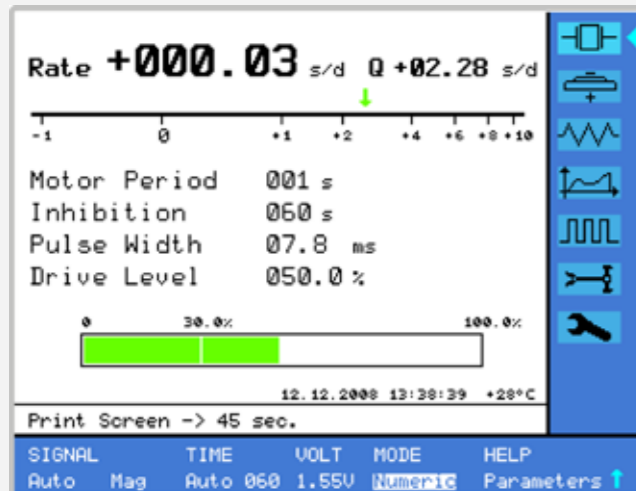 Rate +000.03 s/d Q +02.28 s/d
-1 0 +1 +2 +4 +6 +8 +10
Motor Period 001 s
Inhibition 060 s
Pulse Width 07.8 ms
Drive Level 050.0 %
0 30.0% 100.0%
12.12.2008 13:38:39 +28°C
Print Screen -> 45 sec.
SIGNAL TIME VOLT MODE HELP
Auto Mag Auto 060 1.55V Numeric Parameters